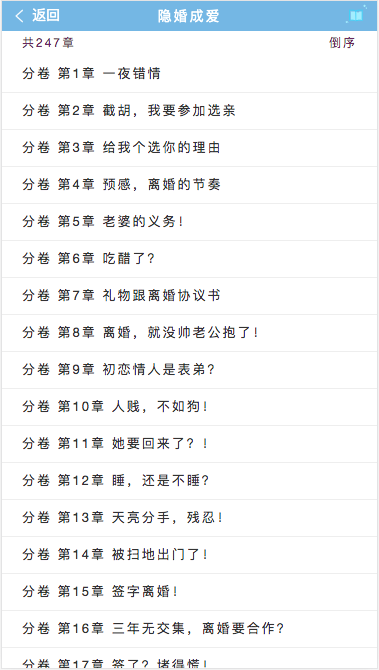 返回 隐婚成爱
共247章 倒序
分卷 第1章 一夜错情
分卷 第2章 截胡，我要参加选亲
分卷 第3章 给我个选你的理由
分卷 第4章 预感，离婚的节奏
分卷 第5章 老婆的义务！
分卷 第6章 吃醋了？
分卷 第7章 礼物跟离婚协议书
分卷 第8章 离婚，就没帅老公抱了！
分卷 第9章 初恋情人是表弟？
分卷 第10章 人贱，不如狗！
分卷 第11章 她要回来了？！
分卷 第12章 睡，还是不睡？
分卷 第13章 天亮分手，残忍！
分卷 第14章 被扫地出门了！
分卷 第15章 签字离婚！
分卷 第16章 三年无交集，离婚要合作？
分卷 第17章 签了？堵得慌！